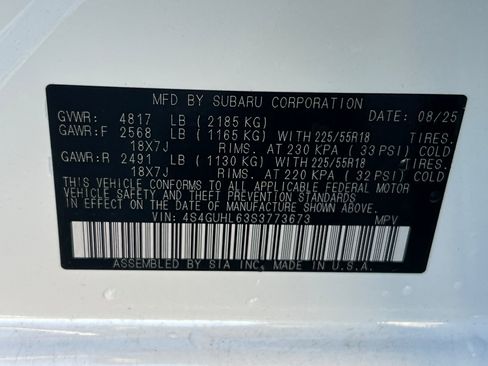 MFD BY SUBARU CORPORATION DATE: 08/25
GVWR: 4817 LB (2185 KG)
GAWR:F 2568 LB (1165 KG) WITH 225/55R18 TIRES.
18X7J RIMS. AT 230 KPA (33 PSI) COLD
GAWR:R 2491 LB (1130 KG) WITH 225/55R18 TIRES.
18X7J RIMS. AT 220 KPA (32 PSI) COLD
THIS VEHICLE CONFORMS TO ALL APPLICABLE FEDERAL MOTOR
VEHICLE SAFETY AND THEFT PREVENTION STANDARDS
IN EFFECT ON THE DATE OF MANUFACTURE SHOWN ABOVE.
VIN: 4S4GUHL63S3773673 MPV
ASSEMBLED BY SIA INC, MADE IN U.S.A.